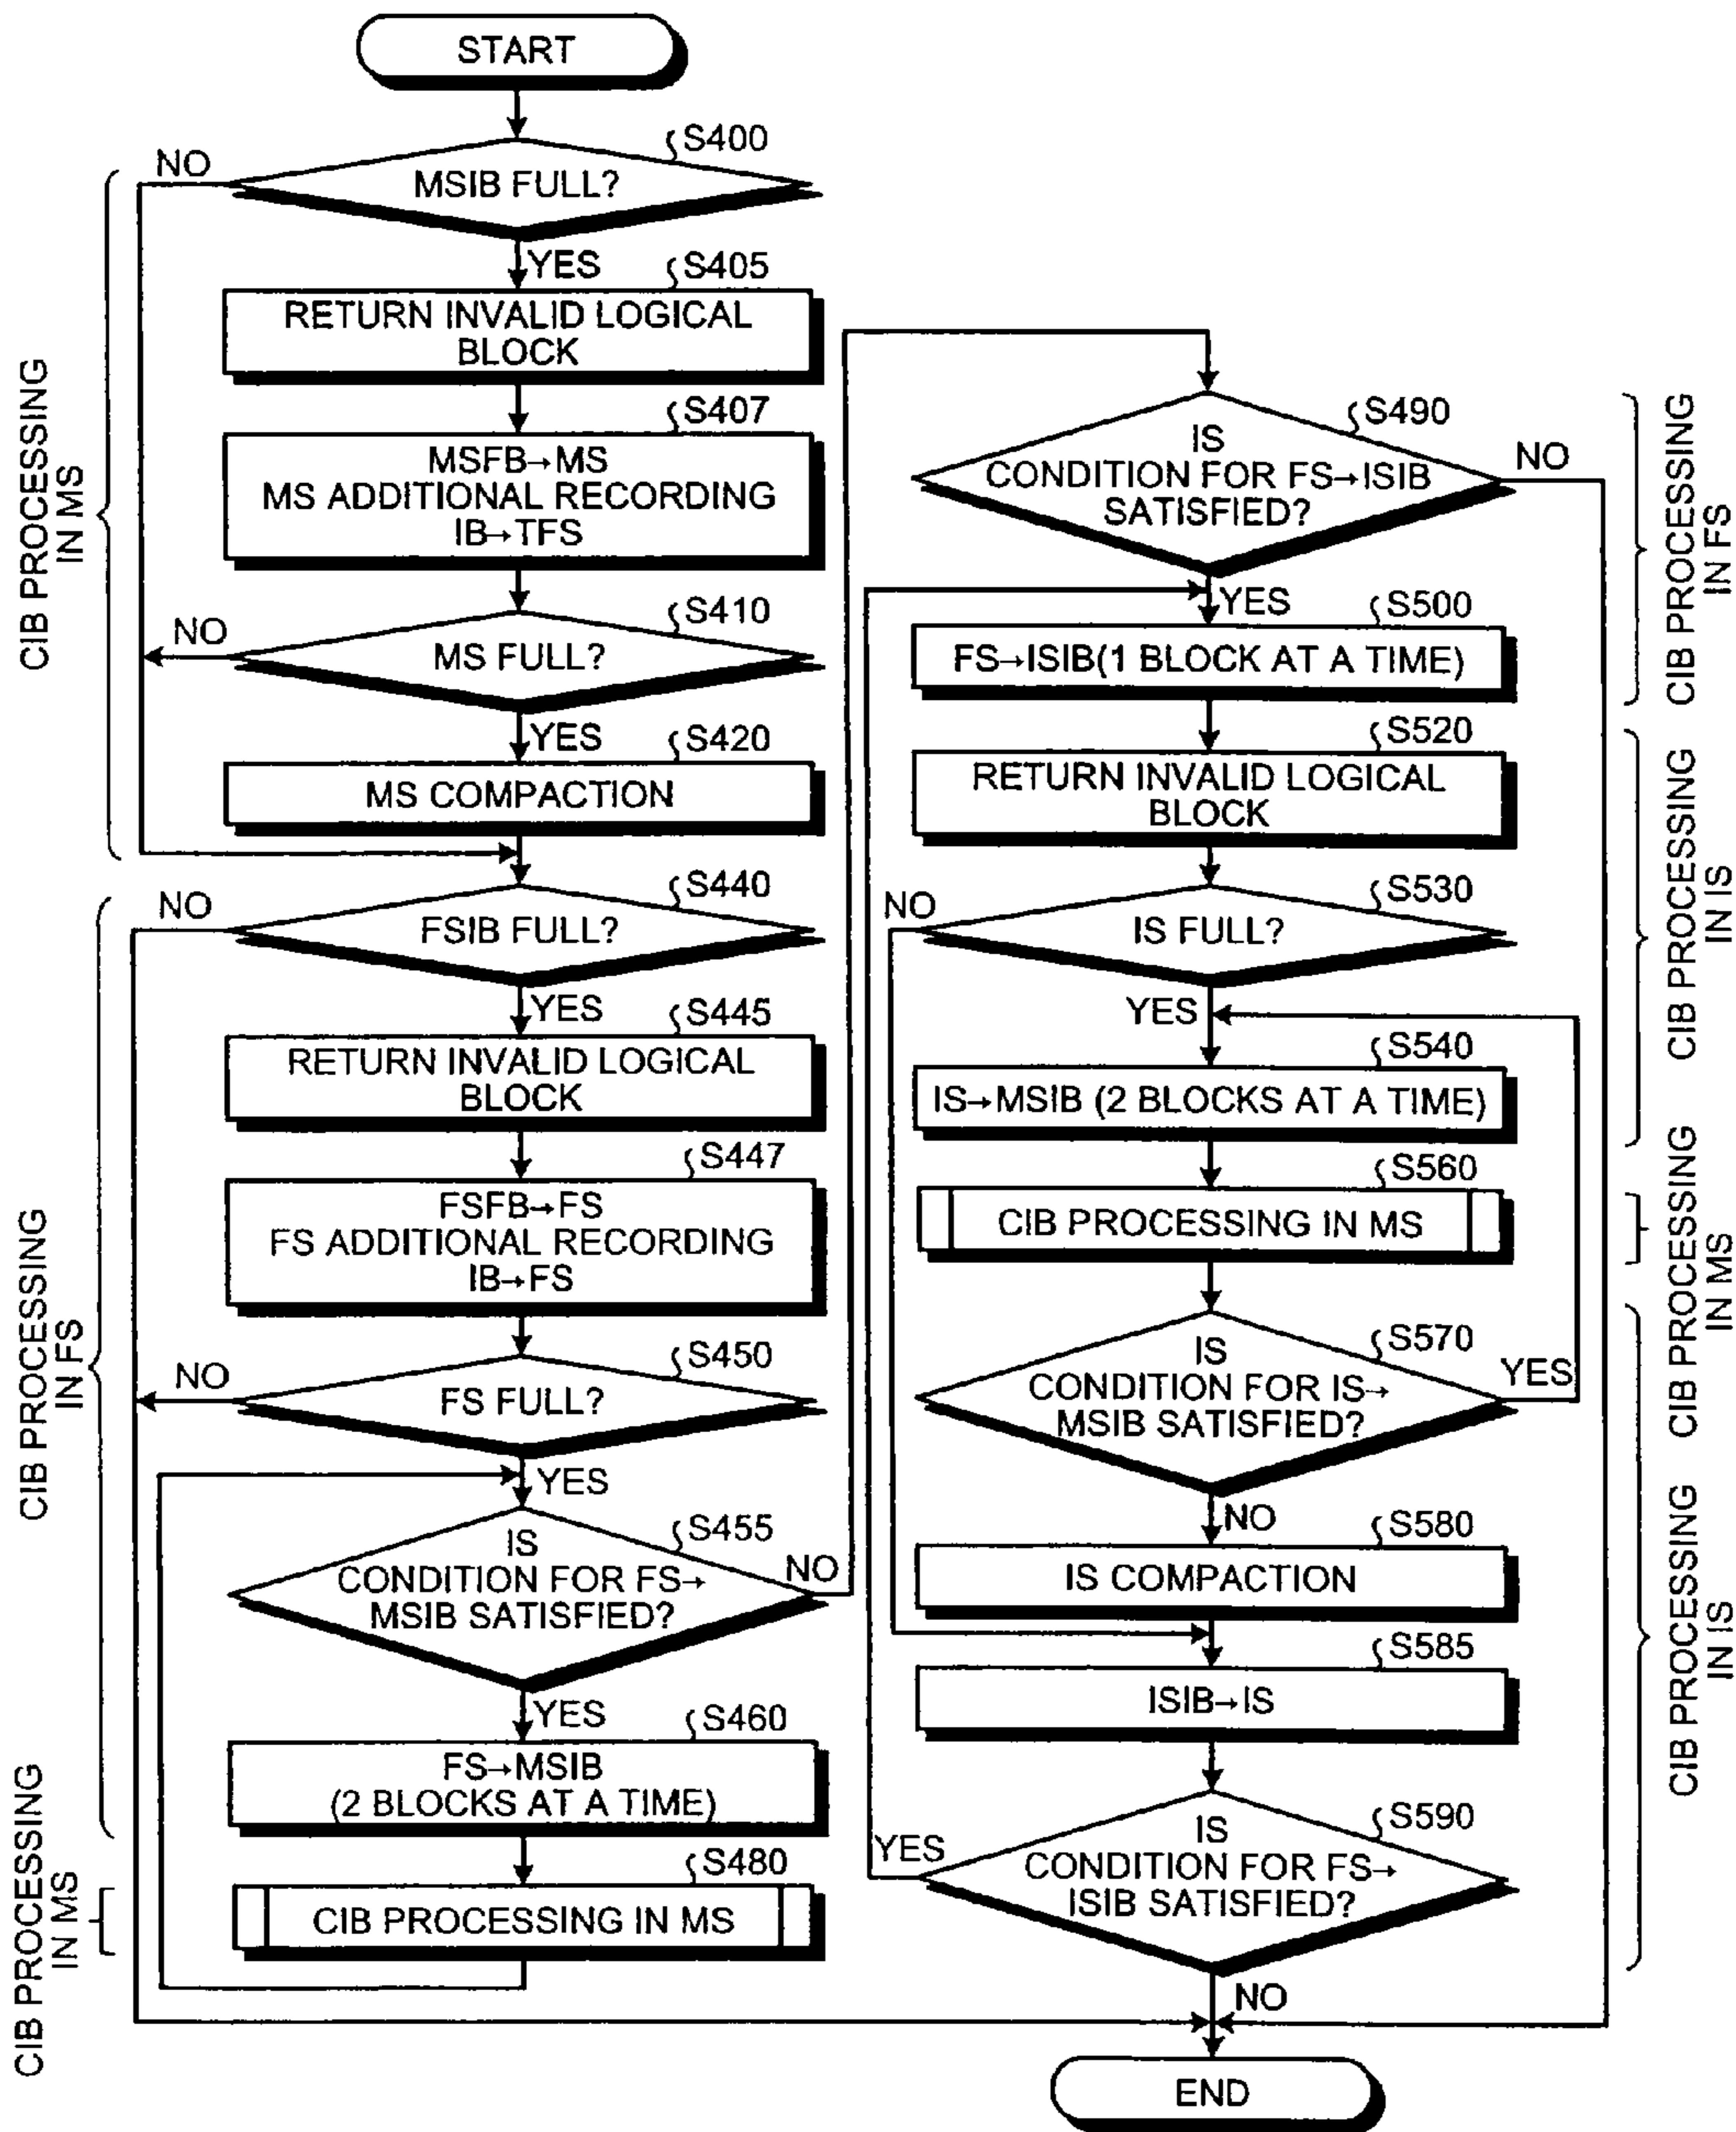 START
S400
NO
MSIB FULL?
YES
S405
RETURN INVALID LOGICAL
BLOCK
S407
MSFB→MS
MS ADDITIONAL RECORDING
IB→TFS
S410
NO
MS FULL?
YES
S420
MS COMPACTION
CIB PROCESSING
IN MS
S440
NO
FSIB FULL?
YES
S445
RETURN INVALID LOGICAL
BLOCK
S447
FSFB→FS
FS ADDITIONAL RECORDING
IB→FS
S450
NO
FS FULL?
YES
S455
IS
CONDITION FOR FS→
MSIB SATISFIED?
NO
YES
S460
FS→MSIB
(2 BLOCKS AT A TIME)
CIB PROCESSING
IN FS
S480
CIB PROCESSING IN MS
CIB PROCESSING
IN MS
S490
IS
CONDITION FOR FS→ISIB
SATISFIED?
NO
YES
S500
FS→ISIB(1 BLOCK AT A TIME)
CIB PROCESSING
IN FS
S520
RETURN INVALID LOGICAL
BLOCK
S530
NO
IS FULL?
YES
S540
IS→MSIB (2 BLOCKS AT A TIME)
CIB PROCESSING
IN IS
S560
CIB PROCESSING IN MS
CIB PROCESSING
IN MS
S570
IS
CONDITION FOR IS→
MSIB SATISFIED?
YES
NO
S580
IS COMPACTION
S585
ISIB→IS
S590
YES
IS
CONDITION FOR FS→
ISIB SATISFIED?
NO
CIB PROCESSING
IN IS
END